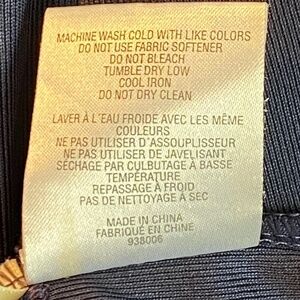 MACHINE WASH COLD WITH LIKE COLORS
DO NOT USE FABRIC SOFTENER
DO NOT BLEACH
TUMBLE DRY LOW
COOL IRON
DO NOT DRY CLEAN
LAVER À L'EAU FROIDE AVEC LES MÊME
COULEURS
NE PAS UTILISER D'ASSOUPLISSEUR
NE PAS UTILISER DE JAVELISANT
SÉCHAGE PAR CULBUTAGE À BASSE
TEMPÉRATURE
REPASSAGE À FROID
PAS DE NETTOYAGE À SEC
MADE IN CHINA
FABRIQUÉ EN CHINE
938006